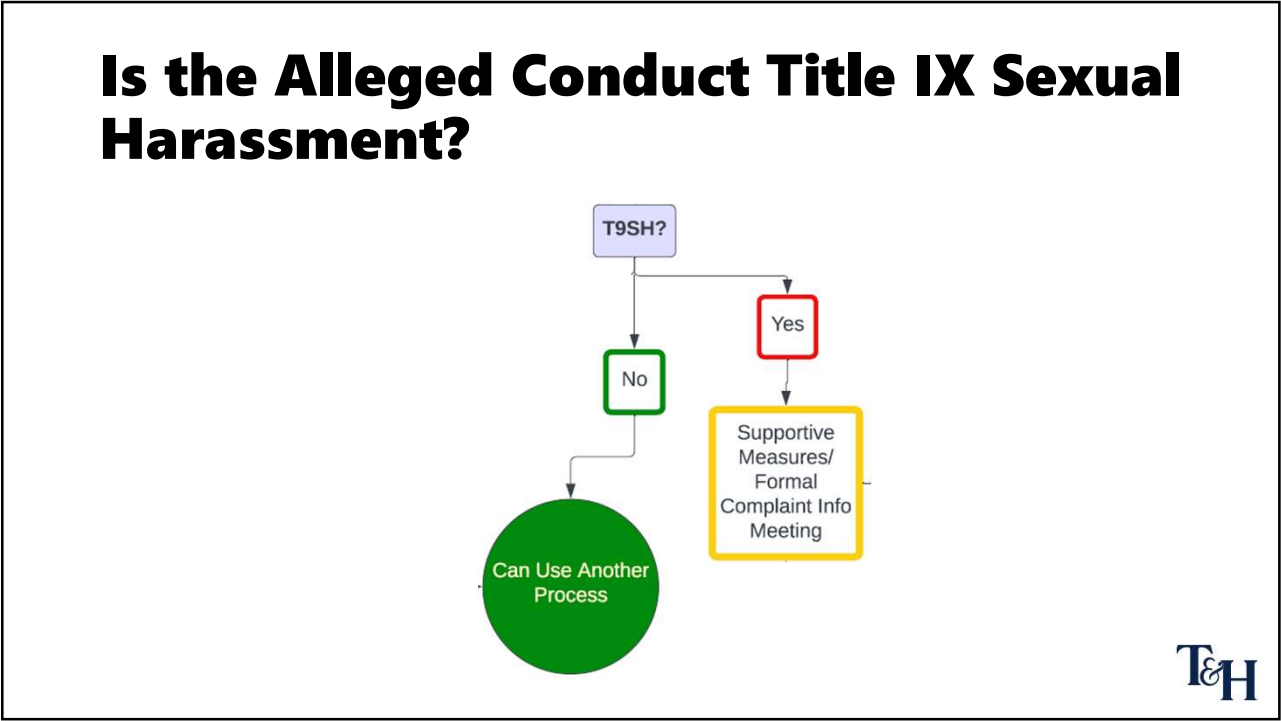 Is the Alleged Conduct Title IX Sexual
Harassment?
T9SH?
Yes
No
Supportive
Measures/
Formal
Complaint Info
Meeting
Can Use Another
Process
T&H